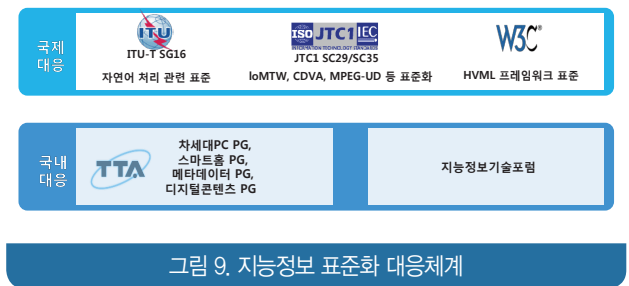 국제
대응
ITU
ITU-T SG16
자연어 처리 관련 표준
ISO JTC1 IEC
INFORMATION TECHNOLOGY STANDARDS
JTC1 SC29/SC35
IoMTW, CDVA, MPEG-UD 등 표준화
W3C®
HVML 프레임워크 표준
국내
대응
TTA
차세대PC PG,
스마트홈 PG,
메타데이터 PG,
디지털콘텐츠 PG
지능정보기술포럼
그림 9. 지능정보 표준화 대응체계